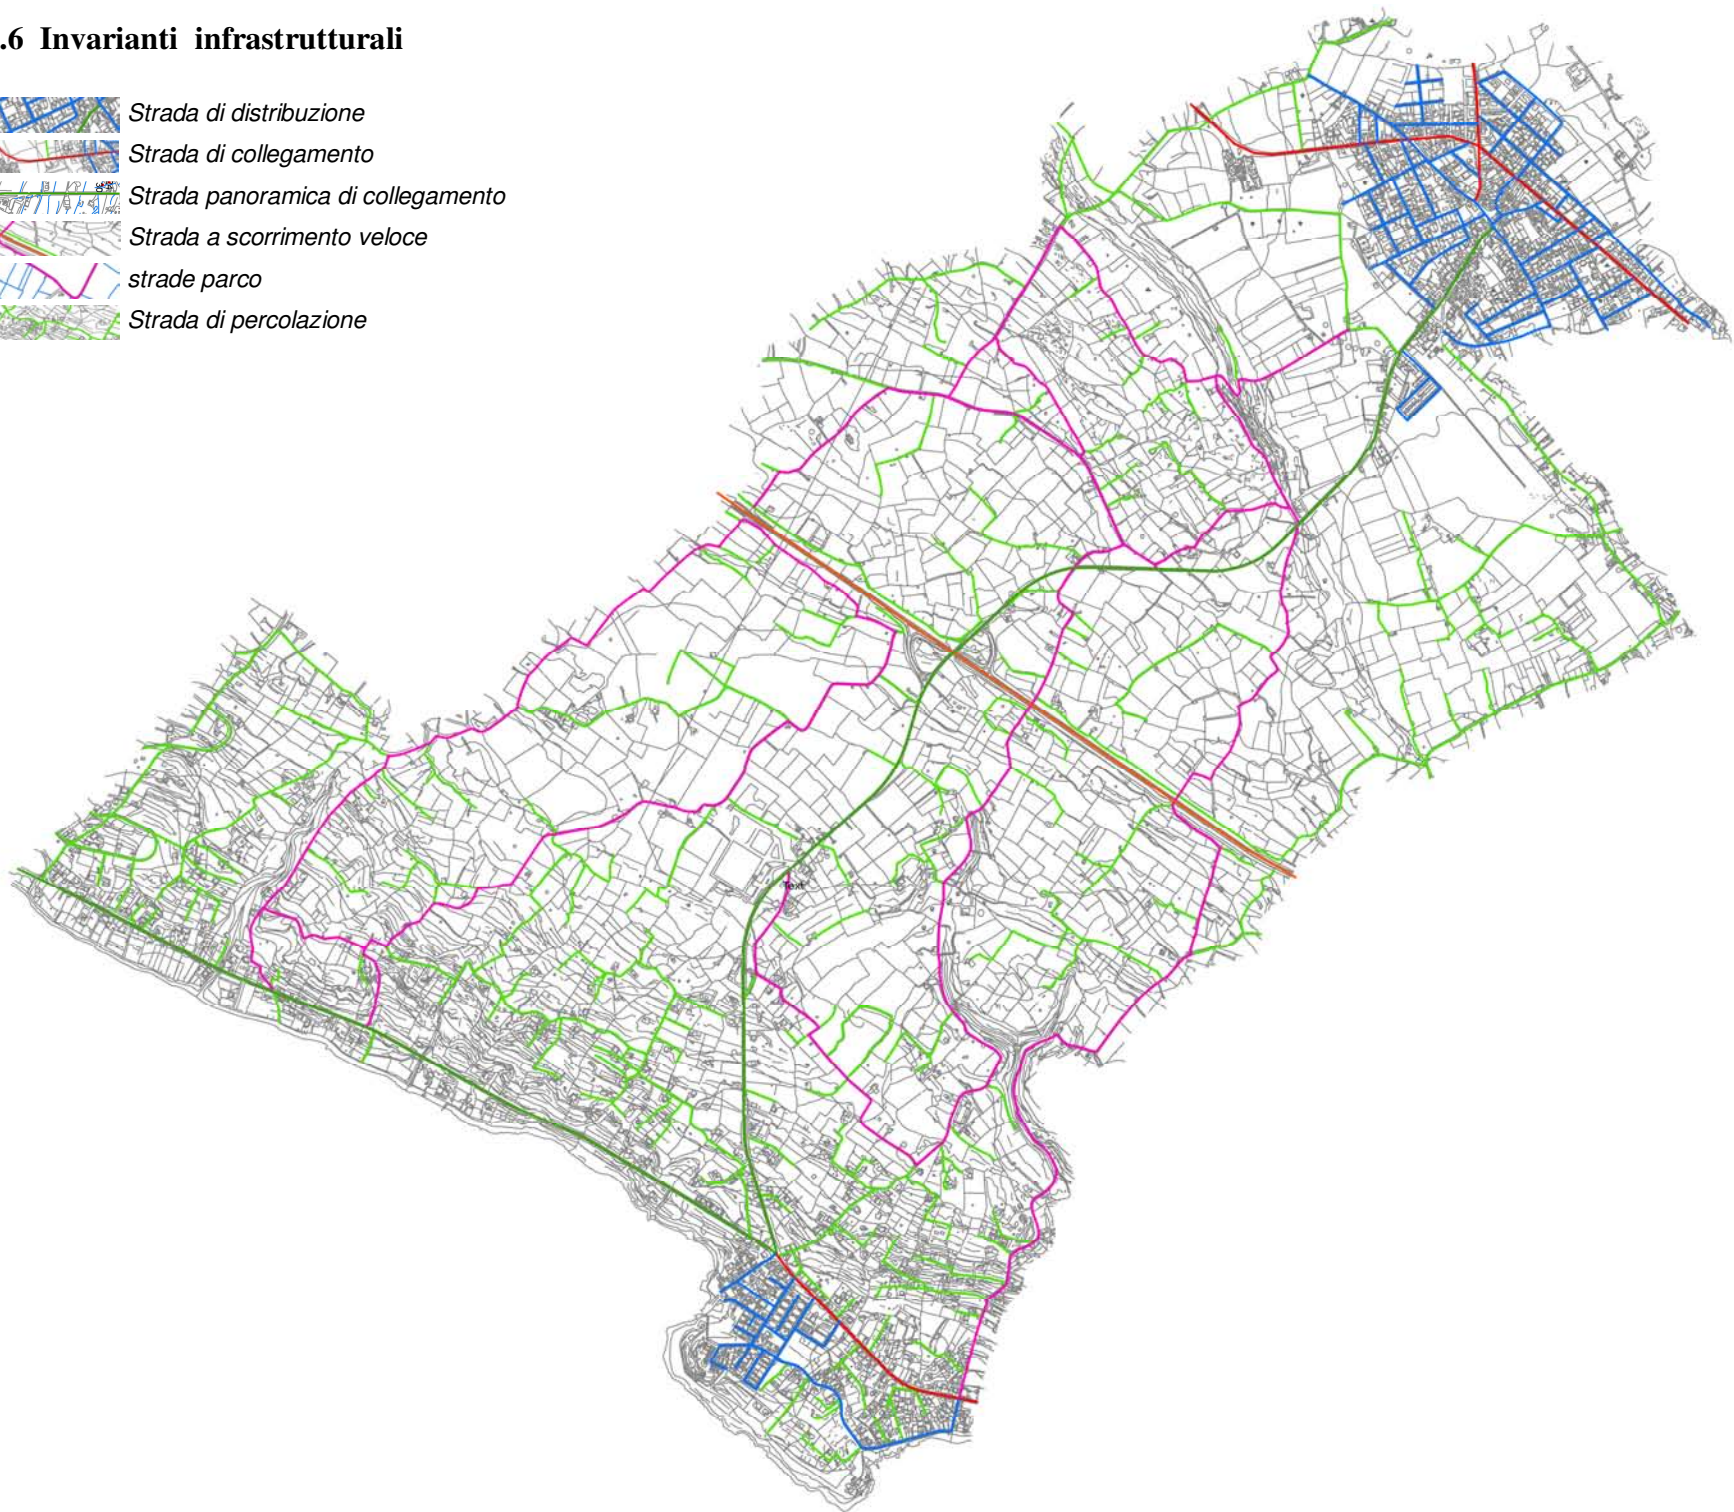 .6 Invarianti infrastrutturali
Strada di distribuzione
Strada di collegamento
Strada panoramica di collegamento
Strada a scorrimento veloce
strade parco
Strada di percolazione
Text